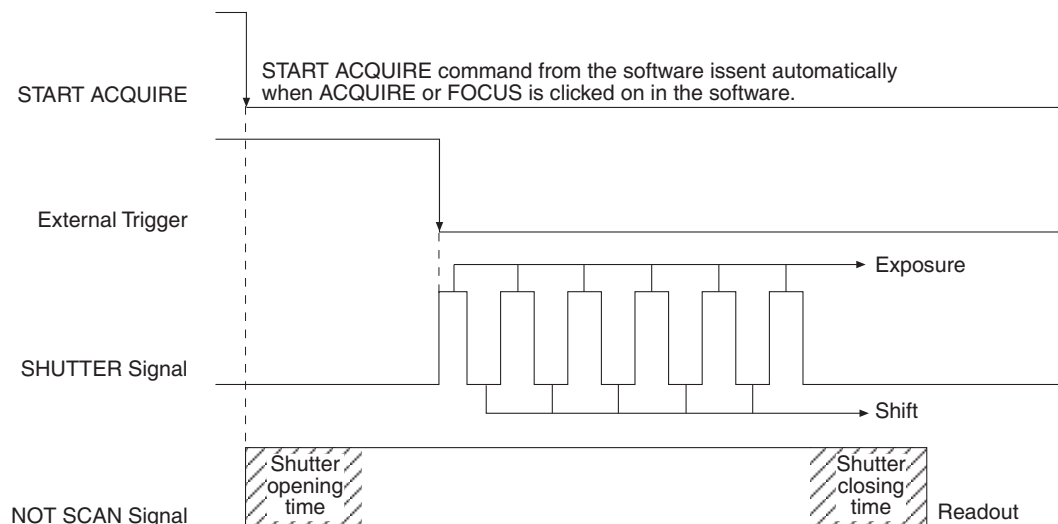 START ACQUIRE command from the software issent automatically
when ACQUIRE or FOCUS is clicked on in the software.
START ACQUIRE
External Trigger
Exposure
SHUTTER Signal
Shift
Shutter
opening
time
Shutter
closing
time
NOT SCAN Signal
Readout